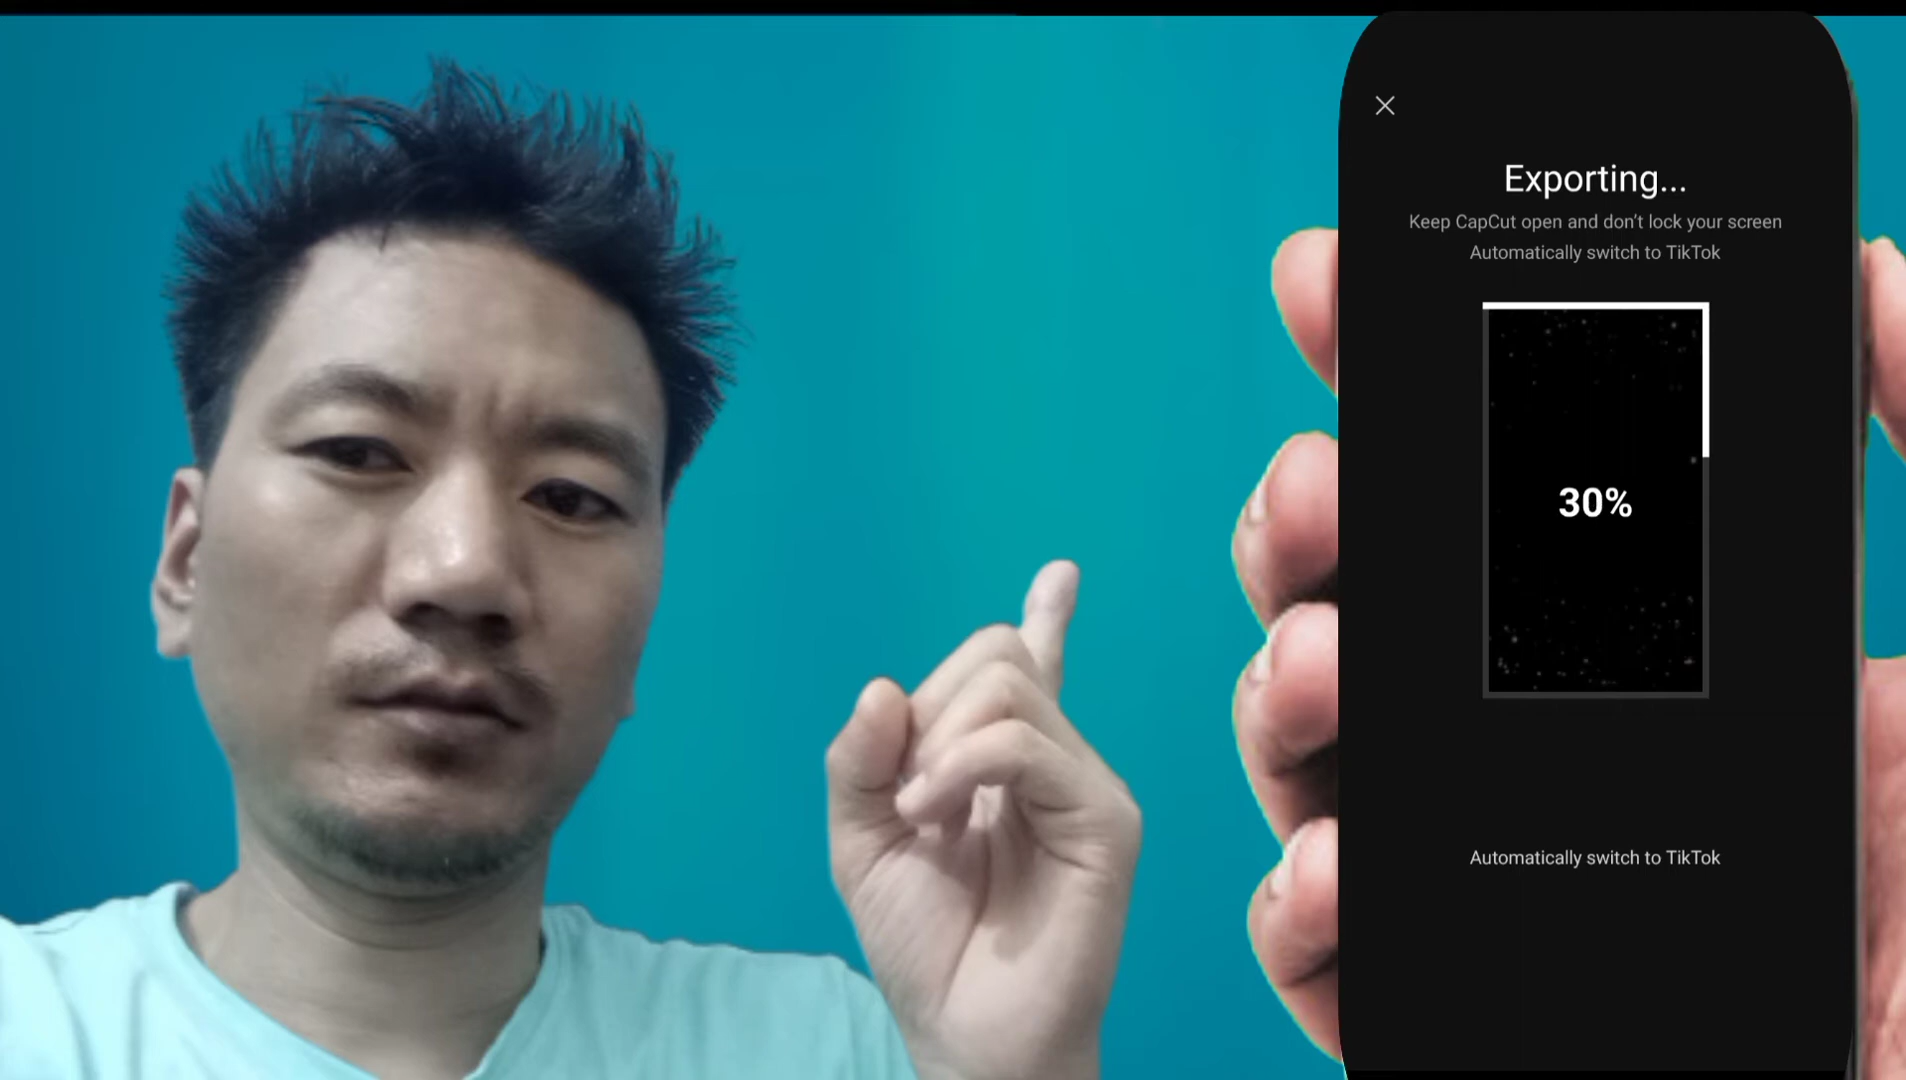 Exporting...
Keep CapCut open and don't lock your screen
Automatically switch to TikTok
30%
Automatically switch to TikTok